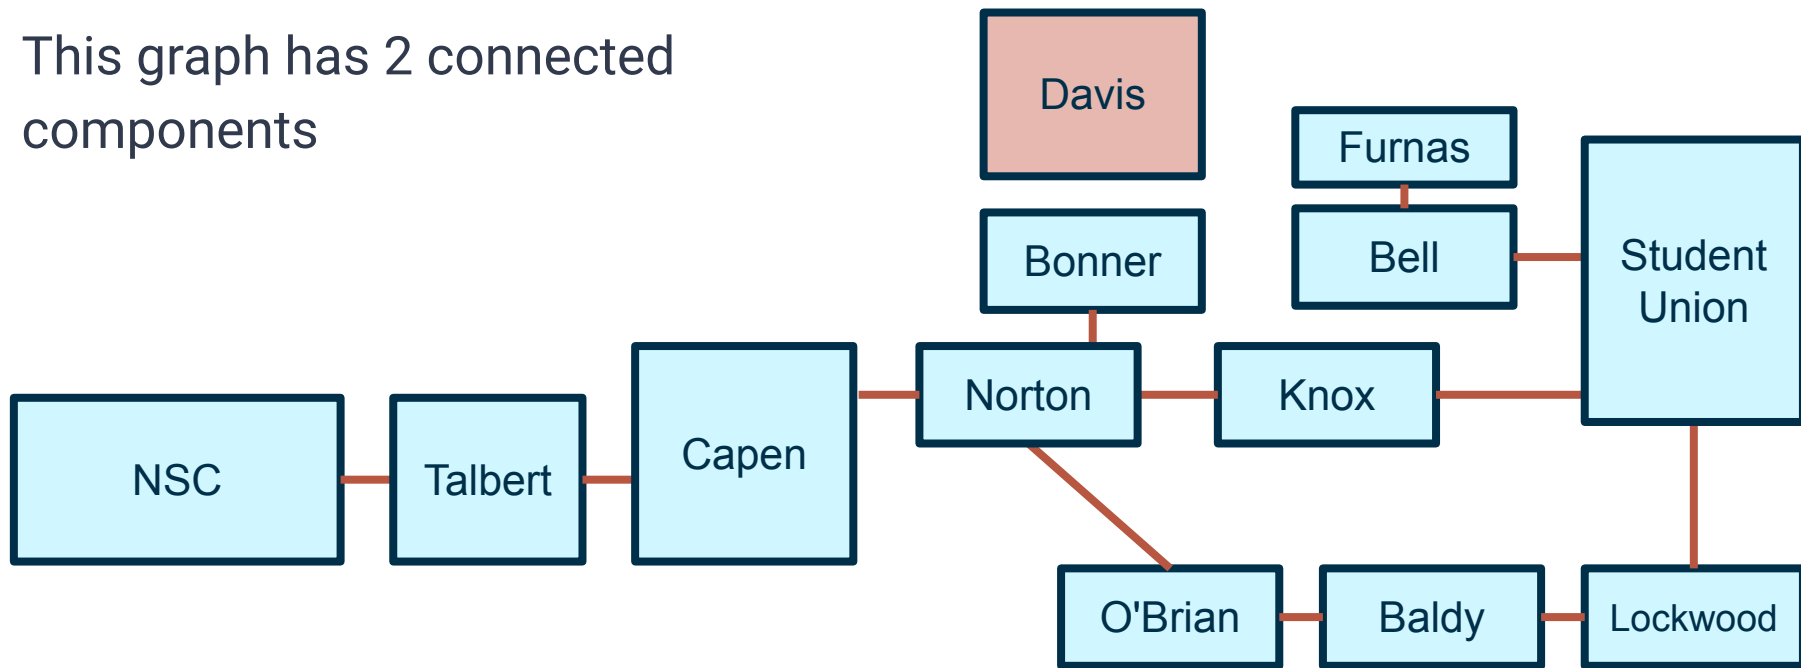 This graph has 2 connected
components
Davis
Furnas
Bonner
Bell
Student
Union
Norton
Knox
Capen
NSC
Talbert
O'Brian
Baldy
Lockwood